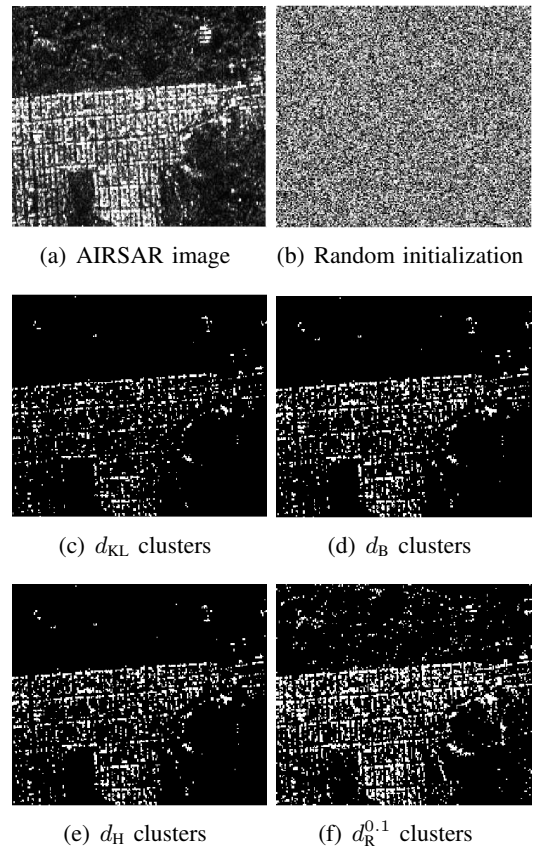 (a) AIRSAR image (b) Random initialization
(c) d_KL clusters (d) d_B clusters
(e) d_H clusters (f) d_R^0.1 clusters